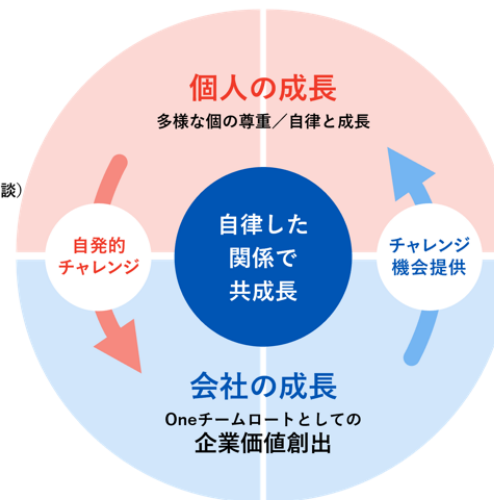 個人の成長
多様な個の尊重／自律と成長
談）
自発的
チャレンジ
自律した
関係で
共成長
チャレンジ
機会提供
会社の成長
Oneチームロートとしての
企業価値創出